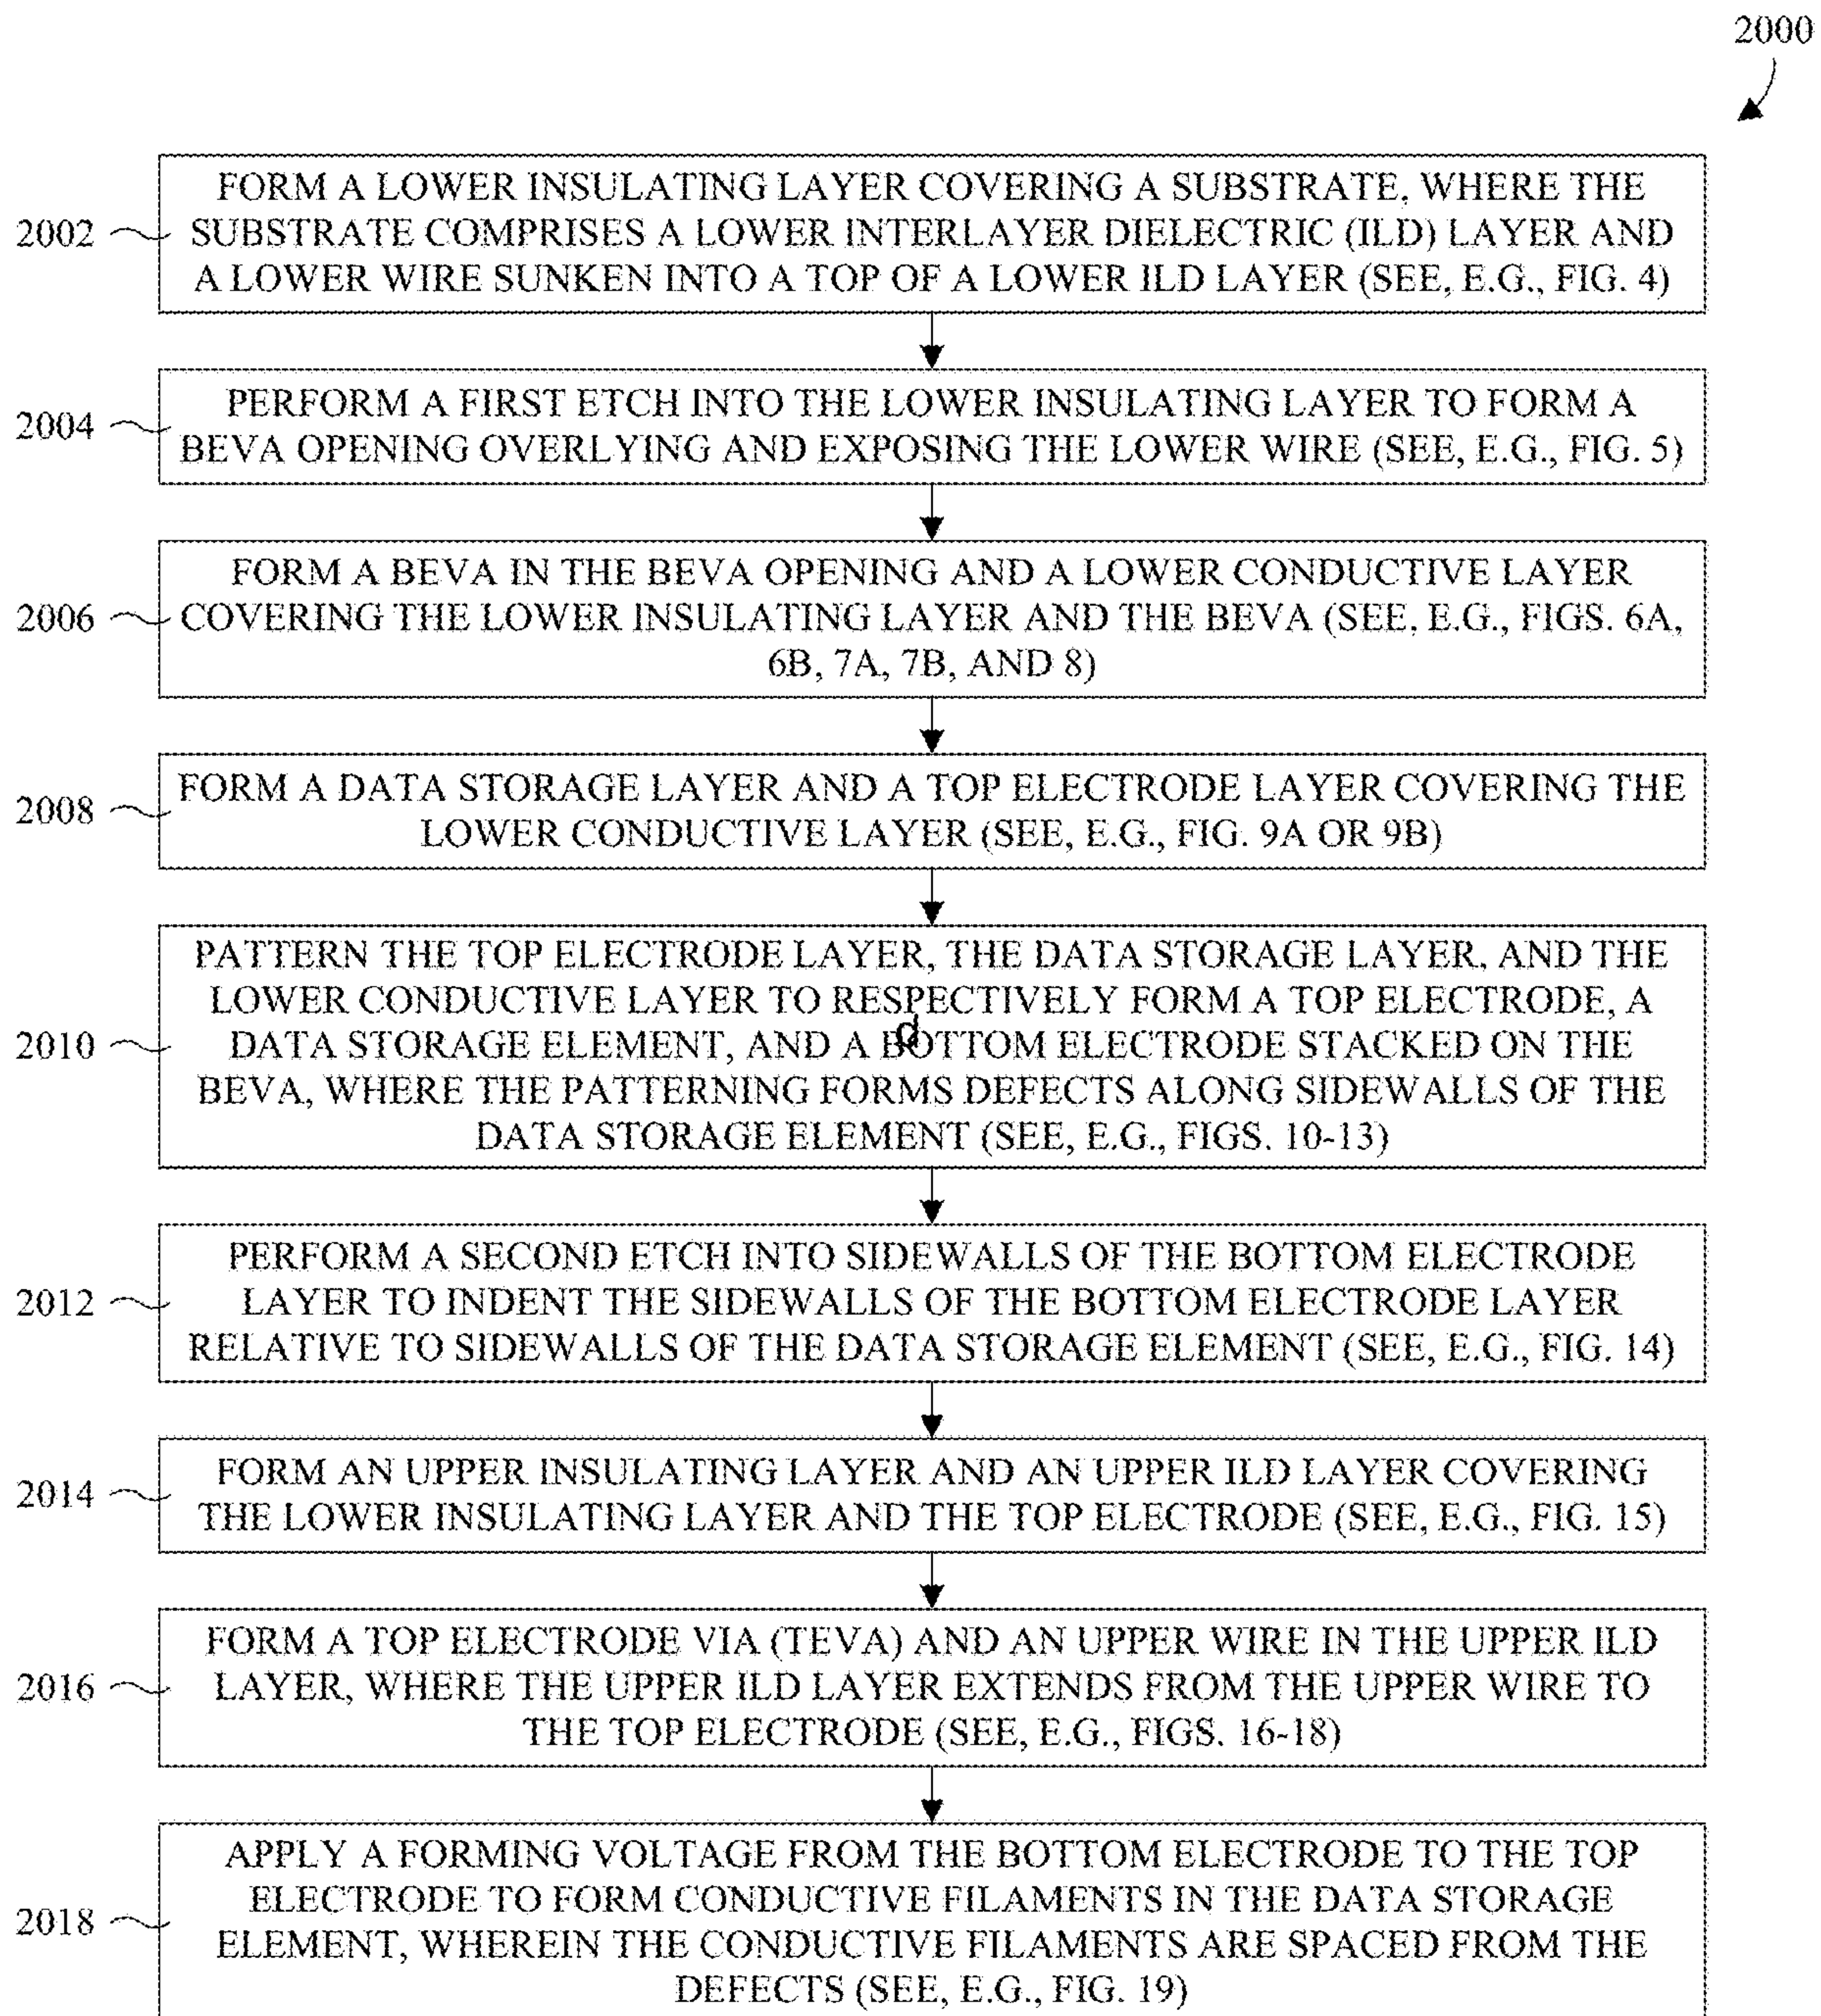 2000
2002
FORM A LOWER INSULATING LAYER COVERING A SUBSTRATE, WHERE THE
SUBSTRATE COMPRISES A LOWER INTERLAYER DIELECTRIC (ILD) LAYER AND
A LOWER WIRE SUNKEN INTO A TOP OF A LOWER ILD LAYER (SEE, E.G., FIG. 4)
2004
PERFORM A FIRST ETCH INTO THE LOWER INSULATING LAYER TO FORM A
BEVA OPENING OVERLYING AND EXPOSING THE LOWER WIRE (SEE, E.G., FIG. 5)
2006
FORM A BEVA IN THE BEVA OPENING AND A LOWER CONDUCTIVE LAYER
COVERING THE LOWER INSULATING LAYER AND THE BEVA (SEE, E.G., FIGS. 6A,
6B, 7A, 7B, AND 8)
2008
FORM A DATA STORAGE LAYER AND A TOP ELECTRODE LAYER COVERING THE
LOWER CONDUCTIVE LAYER (SEE, E.G., FIG. 9A OR 9B)
2010
PATTERN THE TOP ELECTRODE LAYER, THE DATA STORAGE LAYER, AND THE
LOWER CONDUCTIVE LAYER TO RESPECTIVELY FORM A TOP ELECTRODE, A
d
DATA STORAGE ELEMENT, AND A BOTTOM ELECTRODE STACKED ON THE
BEVA, WHERE THE PATTERNING FORMS DEFECTS ALONG SIDEWALLS OF THE
DATA STORAGE ELEMENT (SEE, E.G., FIGS. 10-13)
2012
PERFORM A SECOND ETCH INTO SIDEWALLS OF THE BOTTOM ELECTRODE
LAYER TO INDENT THE SIDEWALLS OF THE BOTTOM ELECTRODE LAYER
RELATIVE TO SIDEWALLS OF THE DATA STORAGE ELEMENT (SEE, E.G., FIG. 14)
2014
FORM AN UPPER INSULATING LAYER AND AN UPPER ILD LAYER COVERING
THE LOWER INSULATING LAYER AND THE TOP ELECTRODE (SEE, E.G., FIG. 15)
2016
FORM A TOP ELECTRODE VIA (TEVA) AND AN UPPER WIRE IN THE UPPER ILD
LAYER, WHERE THE UPPER ILD LAYER EXTENDS FROM THE UPPER WIRE TO
THE TOP ELECTRODE (SEE, E.G., FIGS. 16-18)
2018
APPLY A FORMING VOLTAGE FROM THE BOTTOM ELECTRODE TO THE TOP
ELECTRODE TO FORM CONDUCTIVE FILAMENTS IN THE DATA STORAGE
ELEMENT, WHEREIN THE CONDUCTIVE FILAMENTS ARE SPACED FROM THE
DEFECTS (SEE, E.G., FIG. 19)